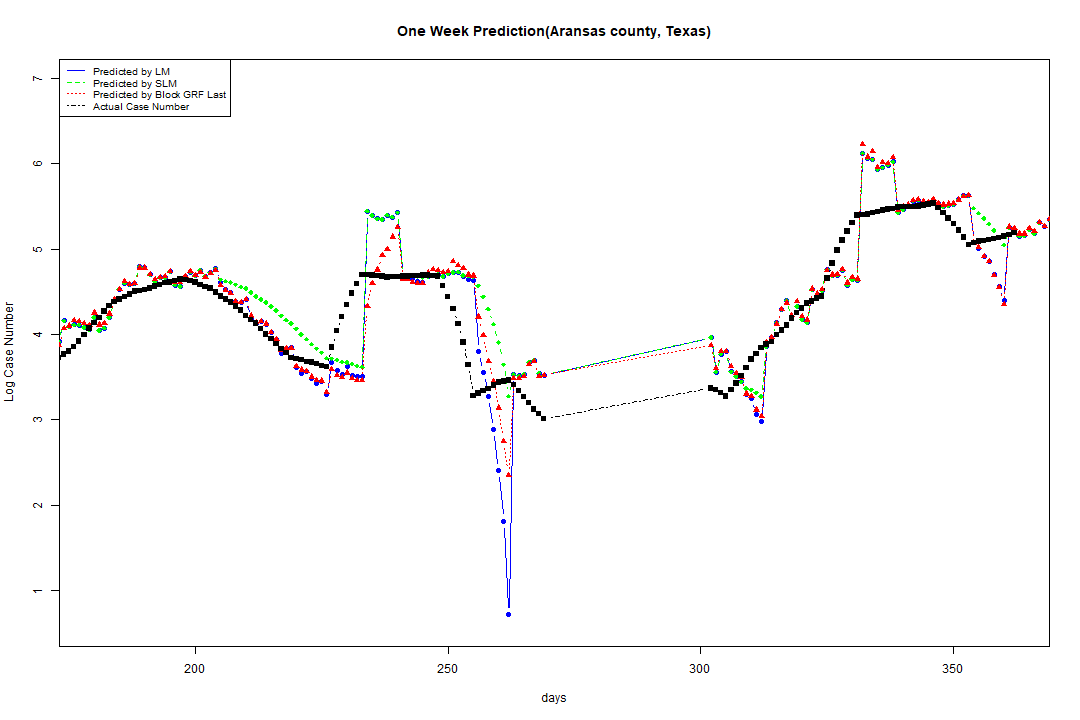 One Week Prediction(Aransas county, Texas)
Predicted by LM
Predicted by SLM
Predicted by Block GRF Last
Actual Case Number
Log Case Number
7
6
5
4
3
2
1
200
250
300
350
days